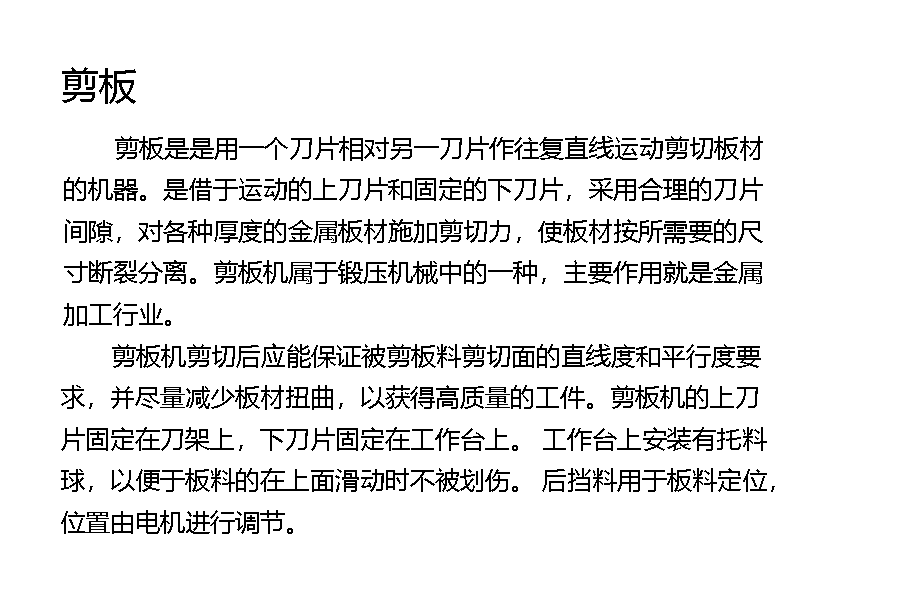 剪板
剪板是是用一个刀片相对另一刀片作往复直线运动剪切板材
的机器。是借于运动的上刀片和固定的下刀片，采用合理的刀片
间隙，对各种厚度的金属板材施加剪切力，使板材按所需要的尺
寸断裂分离。剪板机属于锻压机械中的一种，主要作用就是金属
加工行业。
剪板机剪切后应能保证被剪板料剪切面的直线度和平行度要
求，并尽量减少板材扭曲，以获得高质量的工件。剪板机的上刀
片固定在刀架上，下刀片固定在工作台上。 工作台上安装有托料
球，以便于板料的在上面滑动时不被划伤。 后挡料用于板料定位，
位置由电机进行调节。